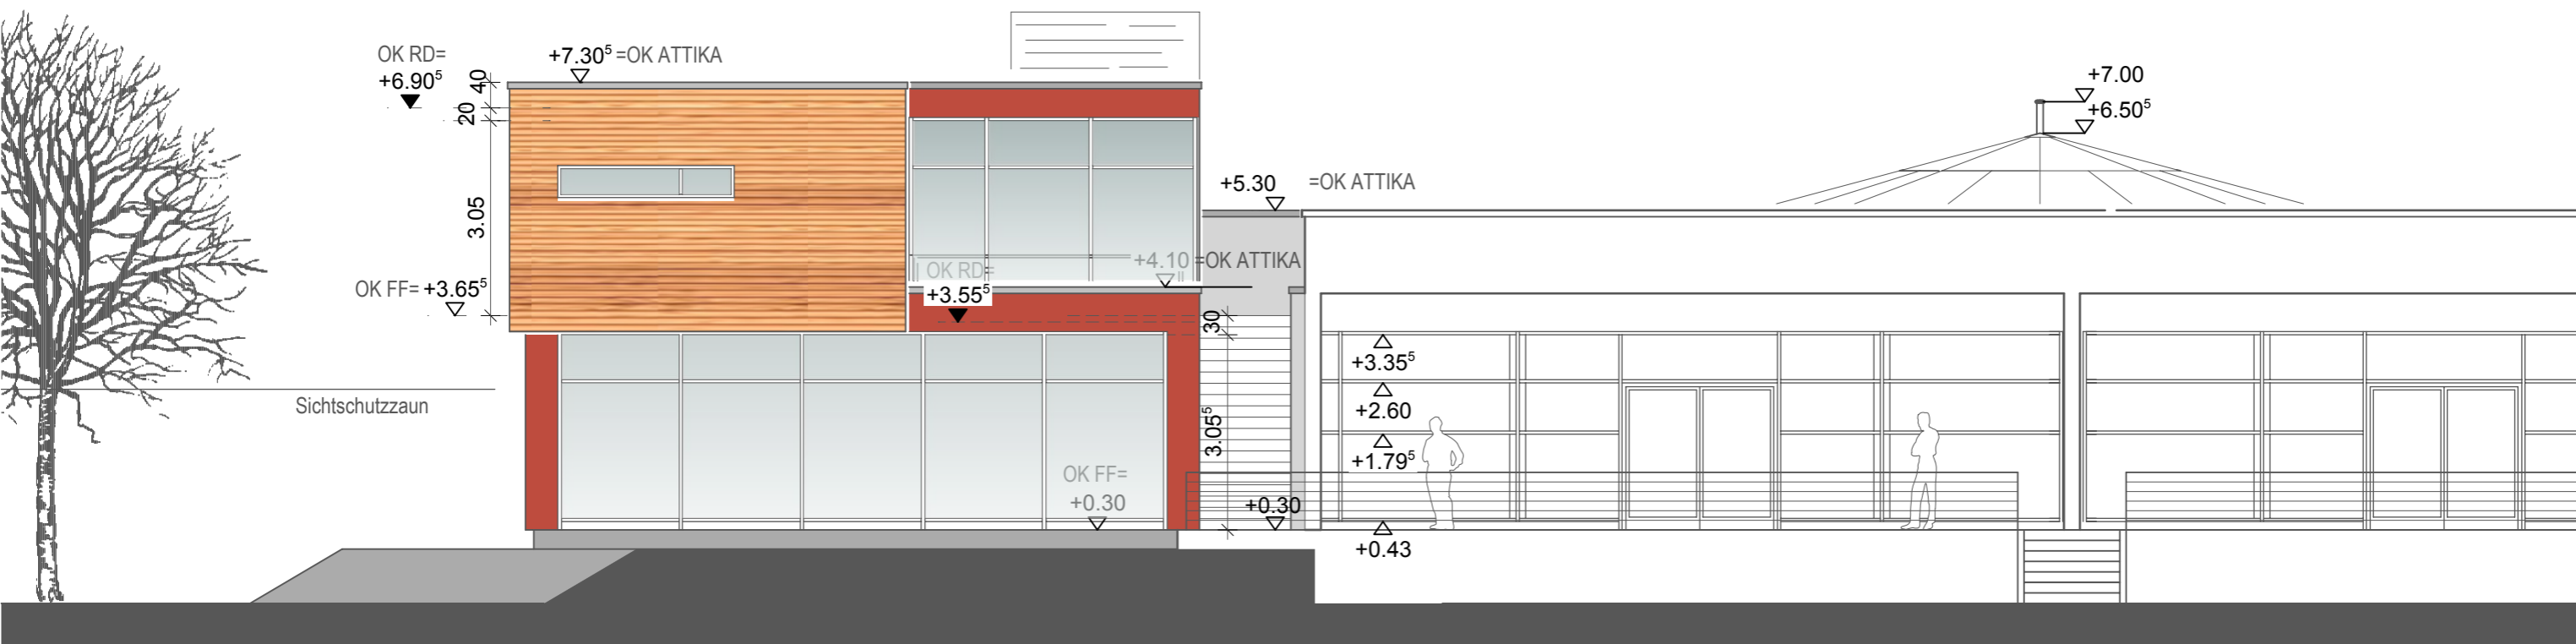 OK RD=
+6.90⁵
40
+7.30⁵ =OK ATTIKA
20
3.05
OK FF= +3.65⁵
Sichtschutzzaun
OK RD=
+3.55⁵
+4.10 =OK ATTIKA
+5.30 =OK ATTIKA
30
3.05⁵
OK FF=
+0.30
+0.30
+3.35⁵
+2.60
+1.79⁵
+0.43
+7.00
+6.50⁵